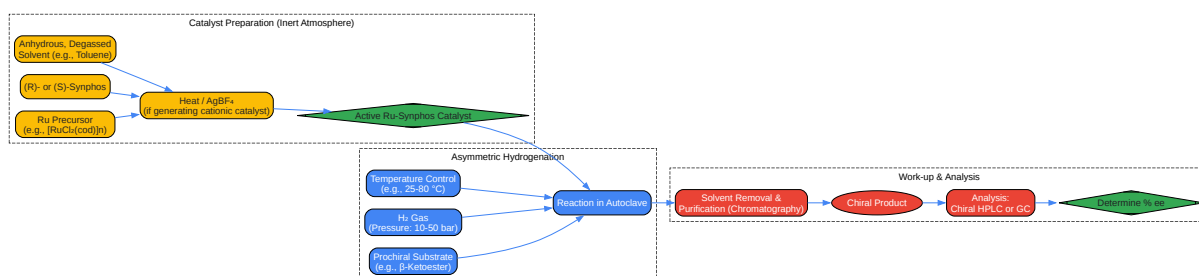 Catalyst Preparation (Inert Atmosphere)
Anhydrous, Degassed
Solvent (e.g., Toluene)
(R)- or (S)-Synphos
Ru Precursor
(e.g., [RuCl₂(cod)]n)
Heat / AgBF₄
(if generating cationic catalyst)
Active Ru-Synphos Catalyst
Asymmetric Hydrogenation
Temperature Control
(e.g., 25-80 °C)
H₂ Gas
(Pressure: 10-50 bar)
Prochiral Substrate
(e.g., β-Ketoester)
Reaction in Autoclave
Work-up & Analysis
Solvent Removal &
Purification (Chromatography)
Chiral Product
Analysis:
Chiral HPLC or GC
Determine % ee